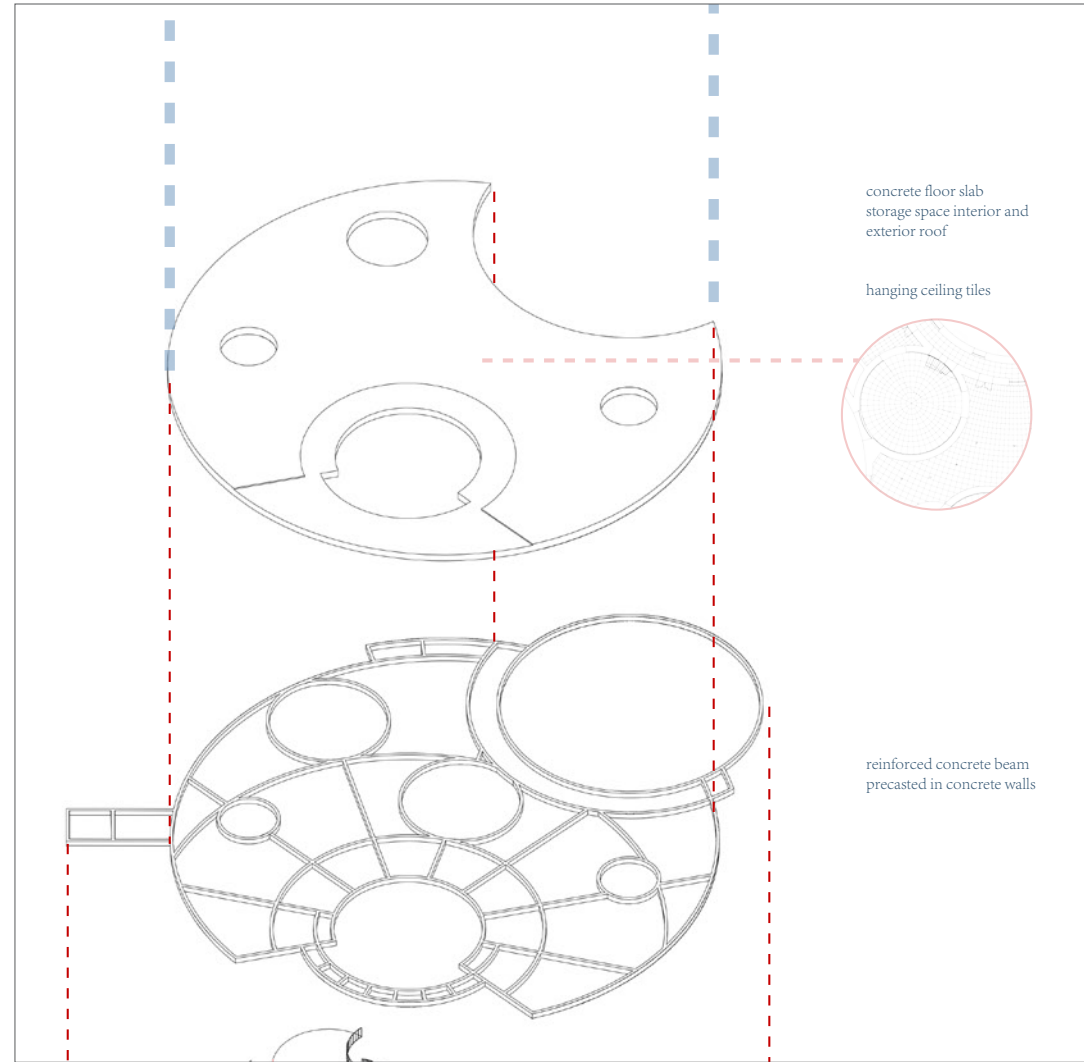 concrete floor slab
storage space interior and
exterior roof
hanging ceiling tiles
reinforced concrete beam
precasted in concrete walls